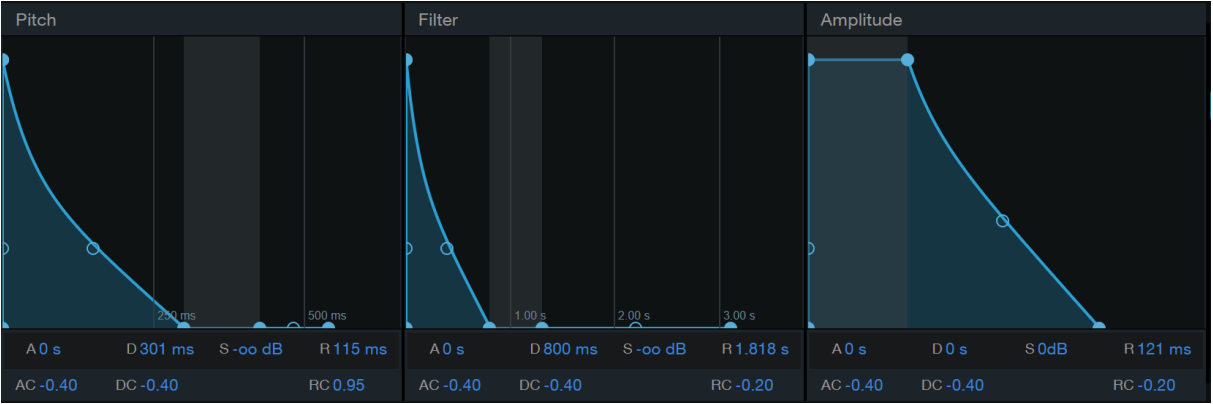 Pitch
Filter
Amplitude
250 ms
500 ms
1.00 s
2.00 s
3.00 s
A 0 s D 301 ms S -oo dB R 115 ms
A 0 s D 800 ms S -oo dB R 1.818 s
A 0 s D 0 s S 0dB R 121 ms
AC -0.40 DC -0.40 RC 0.95
AC -0.40 DC -0.40 RC -0.20
AC -0.40 DC -0.40 RC -0.20